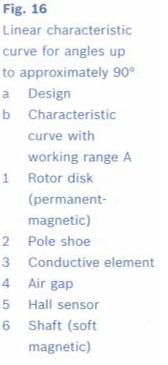 Fig. 16
Linear characteristic
curve for angles up
to approximately 90°
a Design
b Characteristic
curve with
working range A
1 Rotor disk
(permanent-
magnetic)
2 Pole shoe
3 Conductive element
4 Air gap
5 Hall sensor
6 Shaft (soft
magnetic)